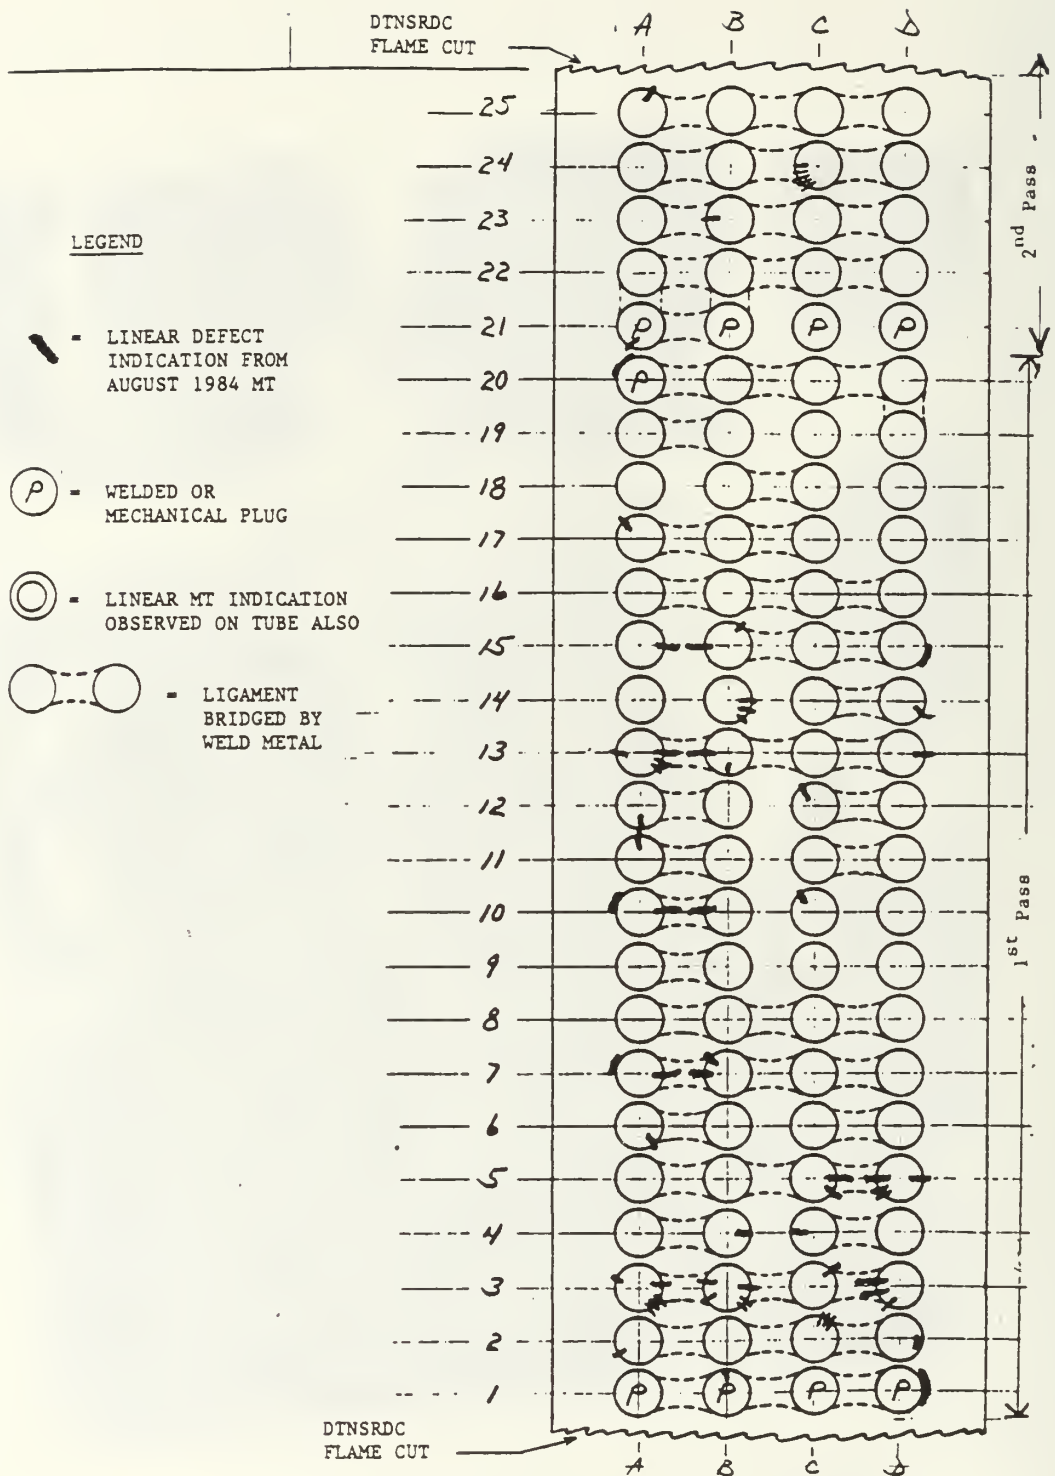 DTNSRDC
FLAME CUT
A B C D
25
24
23
22
21 P P P P
20 P
19
18
17
16
15
14
13
12
11
10
9
8
7
6
5
4
3
2
1 P P P P
2nd Pass
1st Pass
LEGEND
= LINEAR DEFECT
INDICATION FROM
AUGUST 1984 MT
P = WELDED OR
MECHANICAL PLUG
= LINEAR MT INDICATION
OBSERVED ON TUBE ALSO
= LIGAMENT
BRIDGED BY
WELD METAL
DTNSRDC
FLAME CUT
A B C D